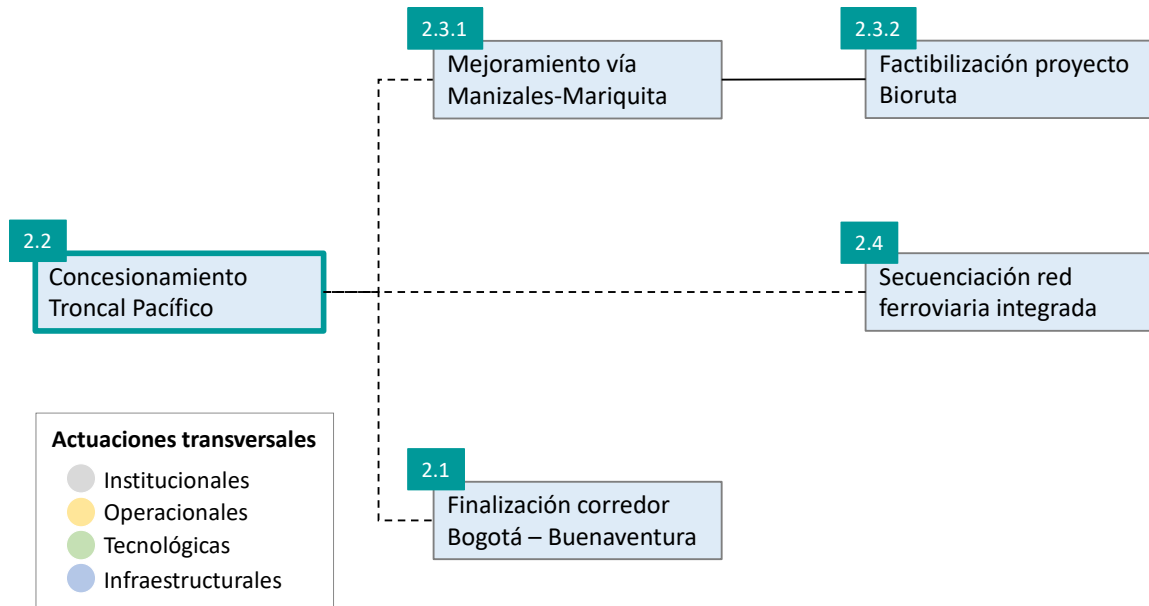 2.3.1
Mejoramiento vía
Manizales-Mariquita
2.3.2
Factibilización proyecto
Bioruta
2.2
Concesionamiento
Troncal Pacífico
2.4
Secuenciación red
ferroviaria integrada
2.1
Finalización corredor
Bogotá – Buenaventura
Actuaciones transversales
Institucionales
Operacionales
Tecnológicas
Infraestructurales